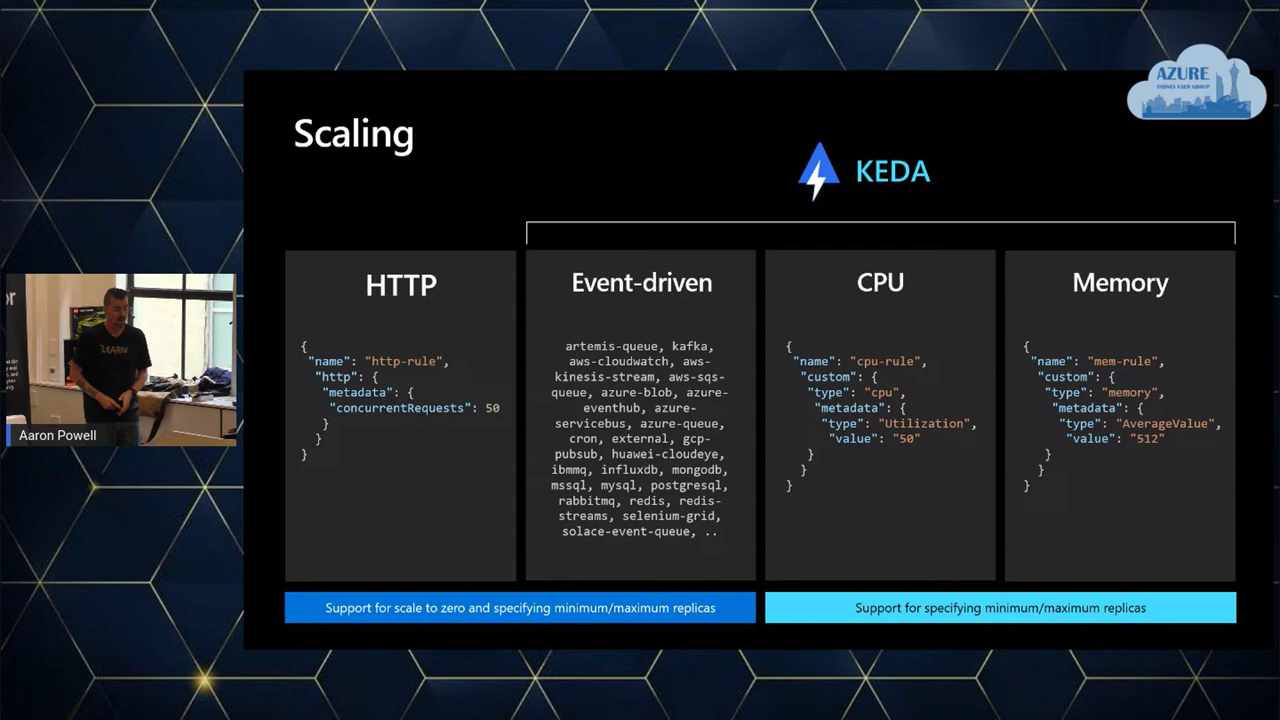 AZURE
SYDNEY USER GROUP
Scaling
KEDA
HTTP
{
"name": "http-rule",
"http": {
"metadata": {
"concurrentRequests": 50
}
}
}
Event-driven
artemis-queue, kafka,
aws-cloudwatch, aws-
kinesis-stream, aws-sqs-
queue, azure-blob, azure-
eventhub, azure-
servicebus, azure-queue,
cron, external, gcp-
pubsub, huawei-cloudeye,
ibmmq, influxdb, mongodb,
mssql, mysql, postgresql,
rabbitmq, redis, redis-
streams, selenium-grid,
solace-event-queue, ..
CPU
{
"name": "cpu-rule",
"custom": {
"type": "cpu",
"metadata": {
"type": "Utilization",
"value": "50"
}
}
}
Memory
{
"name": "mem-rule",
"custom": {
"type": "memory",
"metadata": {
"type": "AverageValue",
"value": "512"
}
}
}
Support for scale to zero and specifying minimum/maximum replicas
Support for specifying minimum/maximum replicas
LEARN
Aaron Powell